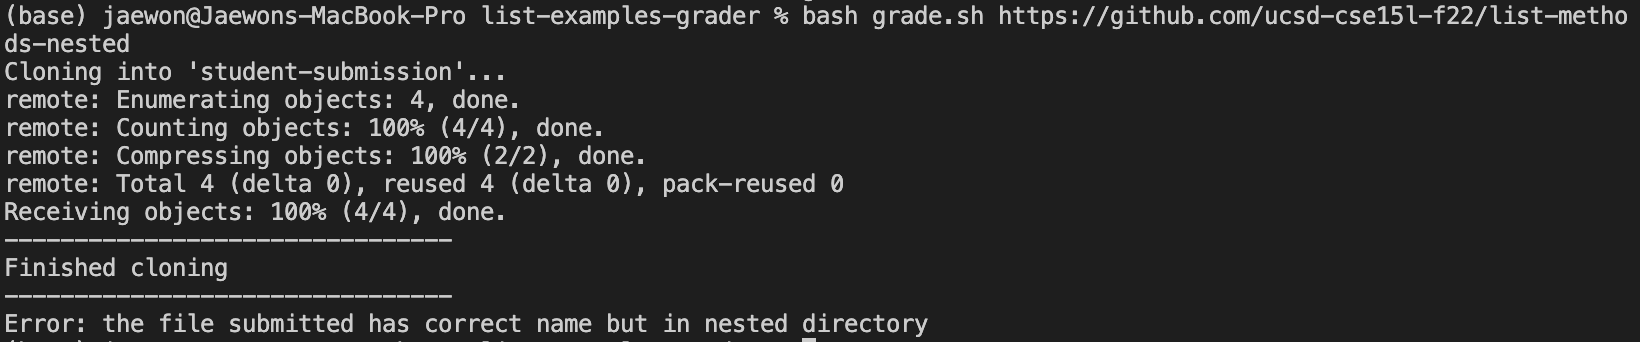 (base) jaewon@Jaewons-MacBook-Pro list-examples-grader % bash grade.sh https://github.com/ucsd-cse15l-f22/list-metho
ds-nested
Cloning into 'student-submission'...
remote: Enumerating objects: 4, done.
remote: Counting objects: 100% (4/4), done.
remote: Compressing objects: 100% (2/2), done.
remote: Total 4 (delta 0), reused 4 (delta 0), pack-reused 0
Receiving objects: 100% (4/4), done.
--------------------------------
Finished cloning
--------------------------------
Error: the file submitted has correct name but in nested directory